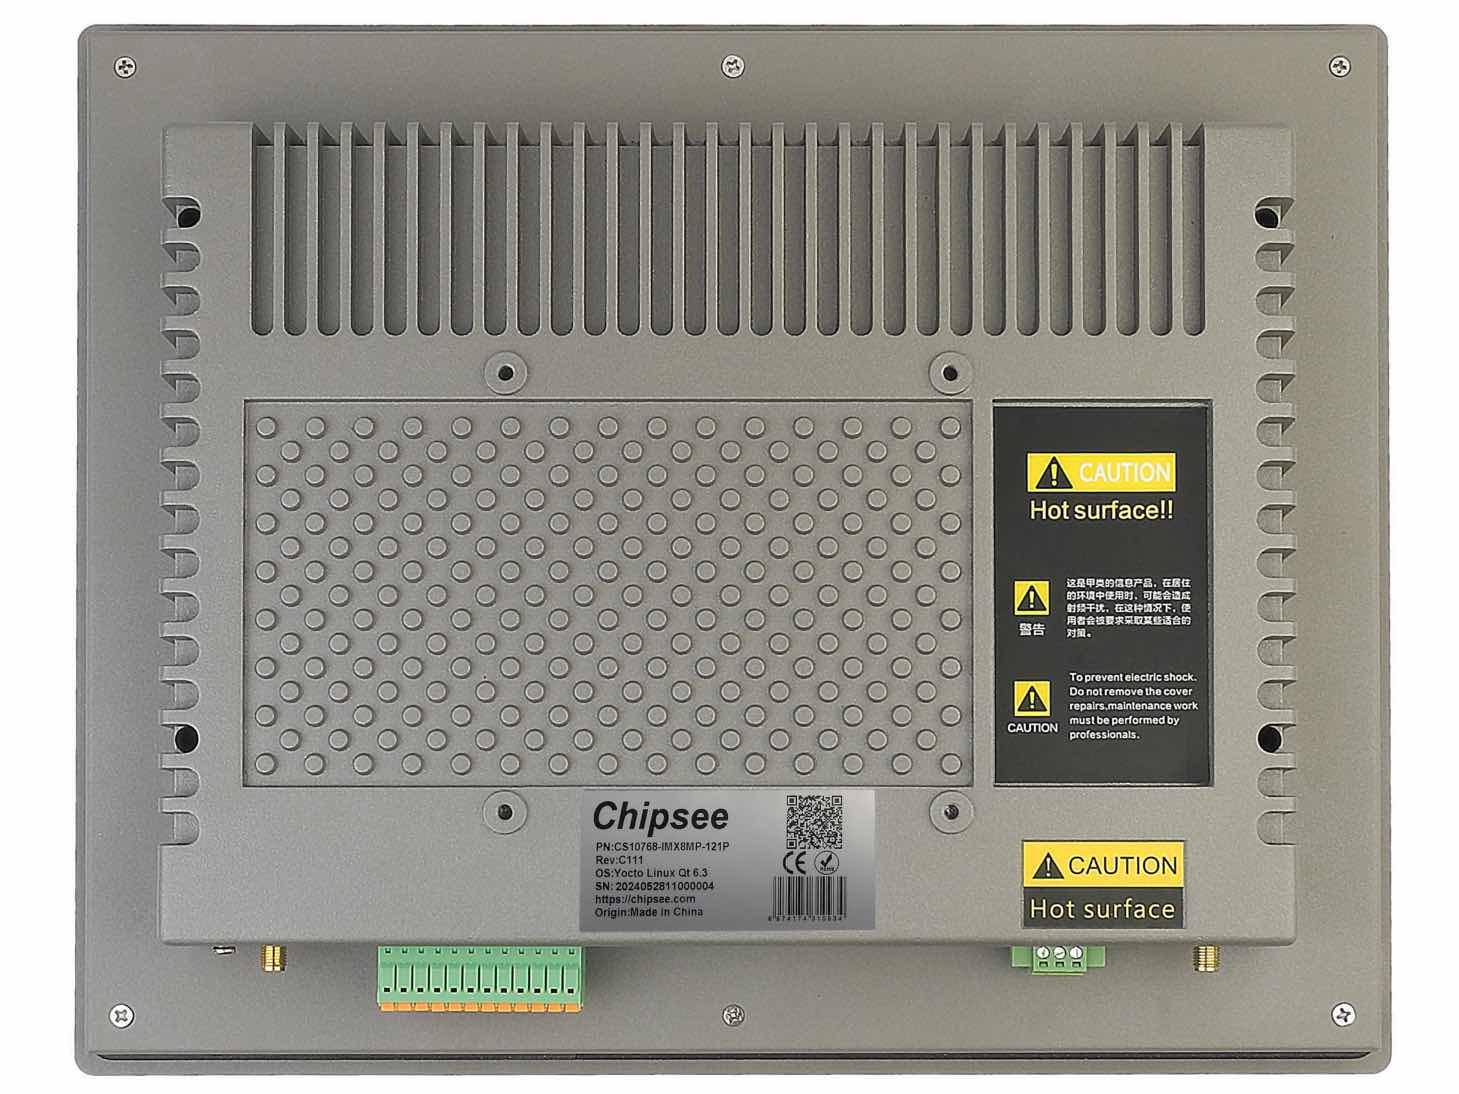 CAUTION
Hot surface!!
这是甲类的信息产品，在居住
的环境中使用时，可能会造成
射频干扰，在这种情况下，使
用者会被要求采取某些适合的
对策。
警告
To prevent electric shock.
Do not remove the cover
repairs,maintenance work
must be performed by
professionals.
CAUTION
Chipsee
PN:CS10768-IMX8MP-121P
Rev:C111
OS:Yocto Linux Qt 6.3
SN: 2024052811000004
https://chipsee.com
Origin:Made in China
CE
RoHS
6974174310934
CAUTION
Hot surface